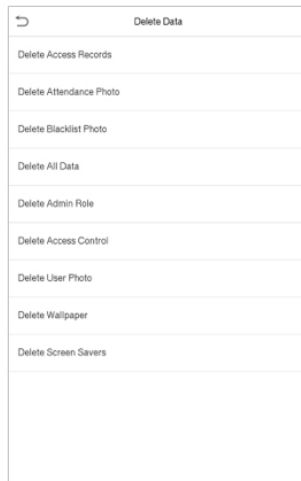 Delete Data
Delete Access Records
Delete Attendance Photo
Delete Blacklist Photo
Delete All Data
Delete Admin Role
Delete Access Control
Delete User Photo
Delete Wallpaper
Delete Screen Savers